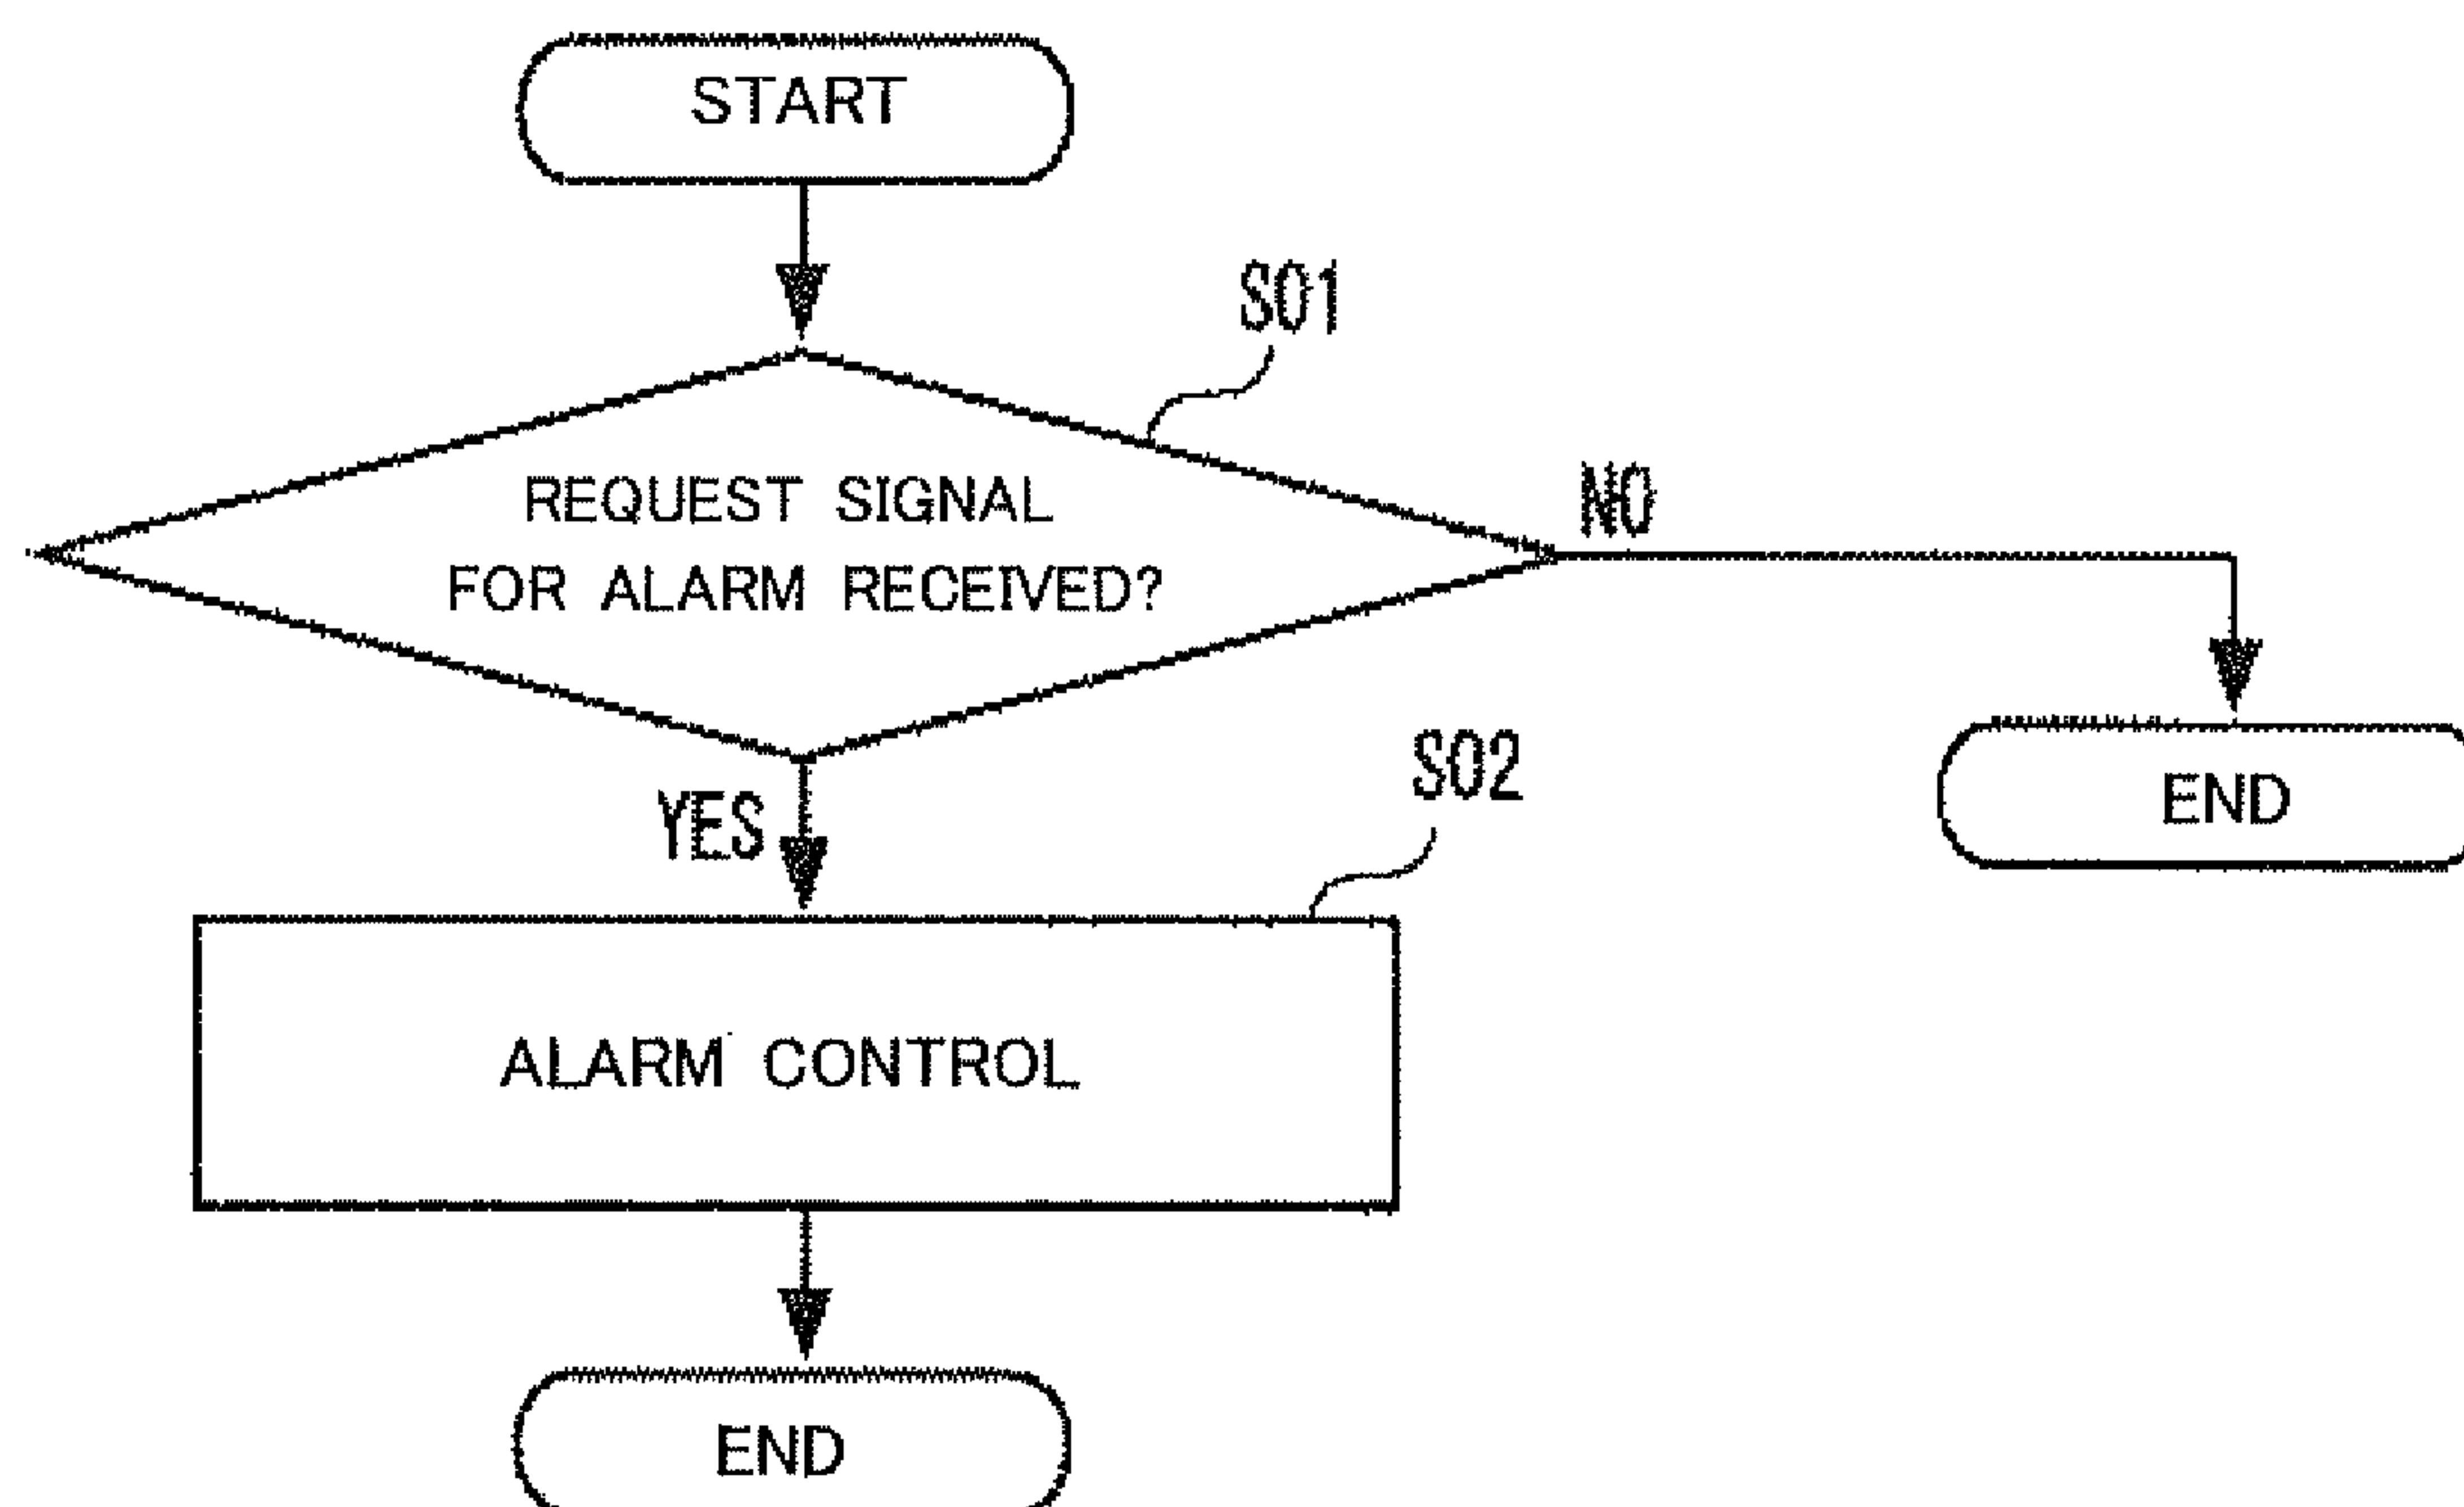 START
S01
REQUEST SIGNAL
FOR ALARM RECEIVED?
NO
YES
S02
END
ALARM CONTROL
END